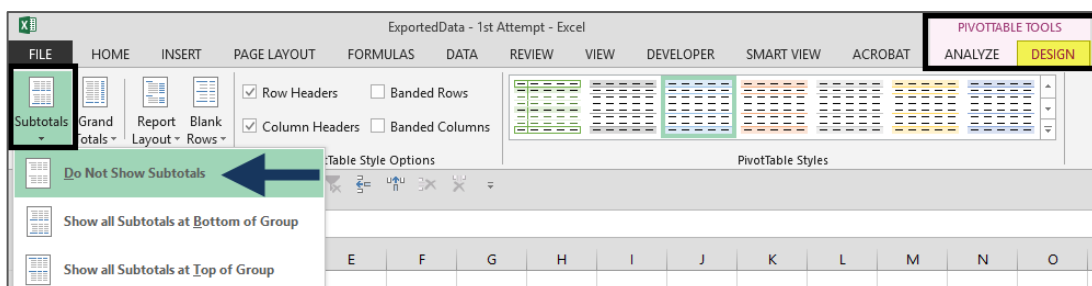 ExportedData - 1st Attempt - Excel
PIVOTTABLE TOOLS
FILE HOME INSERT PAGE LAYOUT FORMULAS DATA REVIEW VIEW DEVELOPER SMART VIEW ACROBAT ANALYZE DESIGN
Row Headers Banded Rows
Subtotals Grand Report Blank
Totals Layout Rows
Column Headers Banded Columns
Table Style Options PivotTable Styles
Do Not Show Subtotals
Show all Subtotals at Bottom of Group
E F G H I J K L M N O
Show all Subtotals at Top of Group